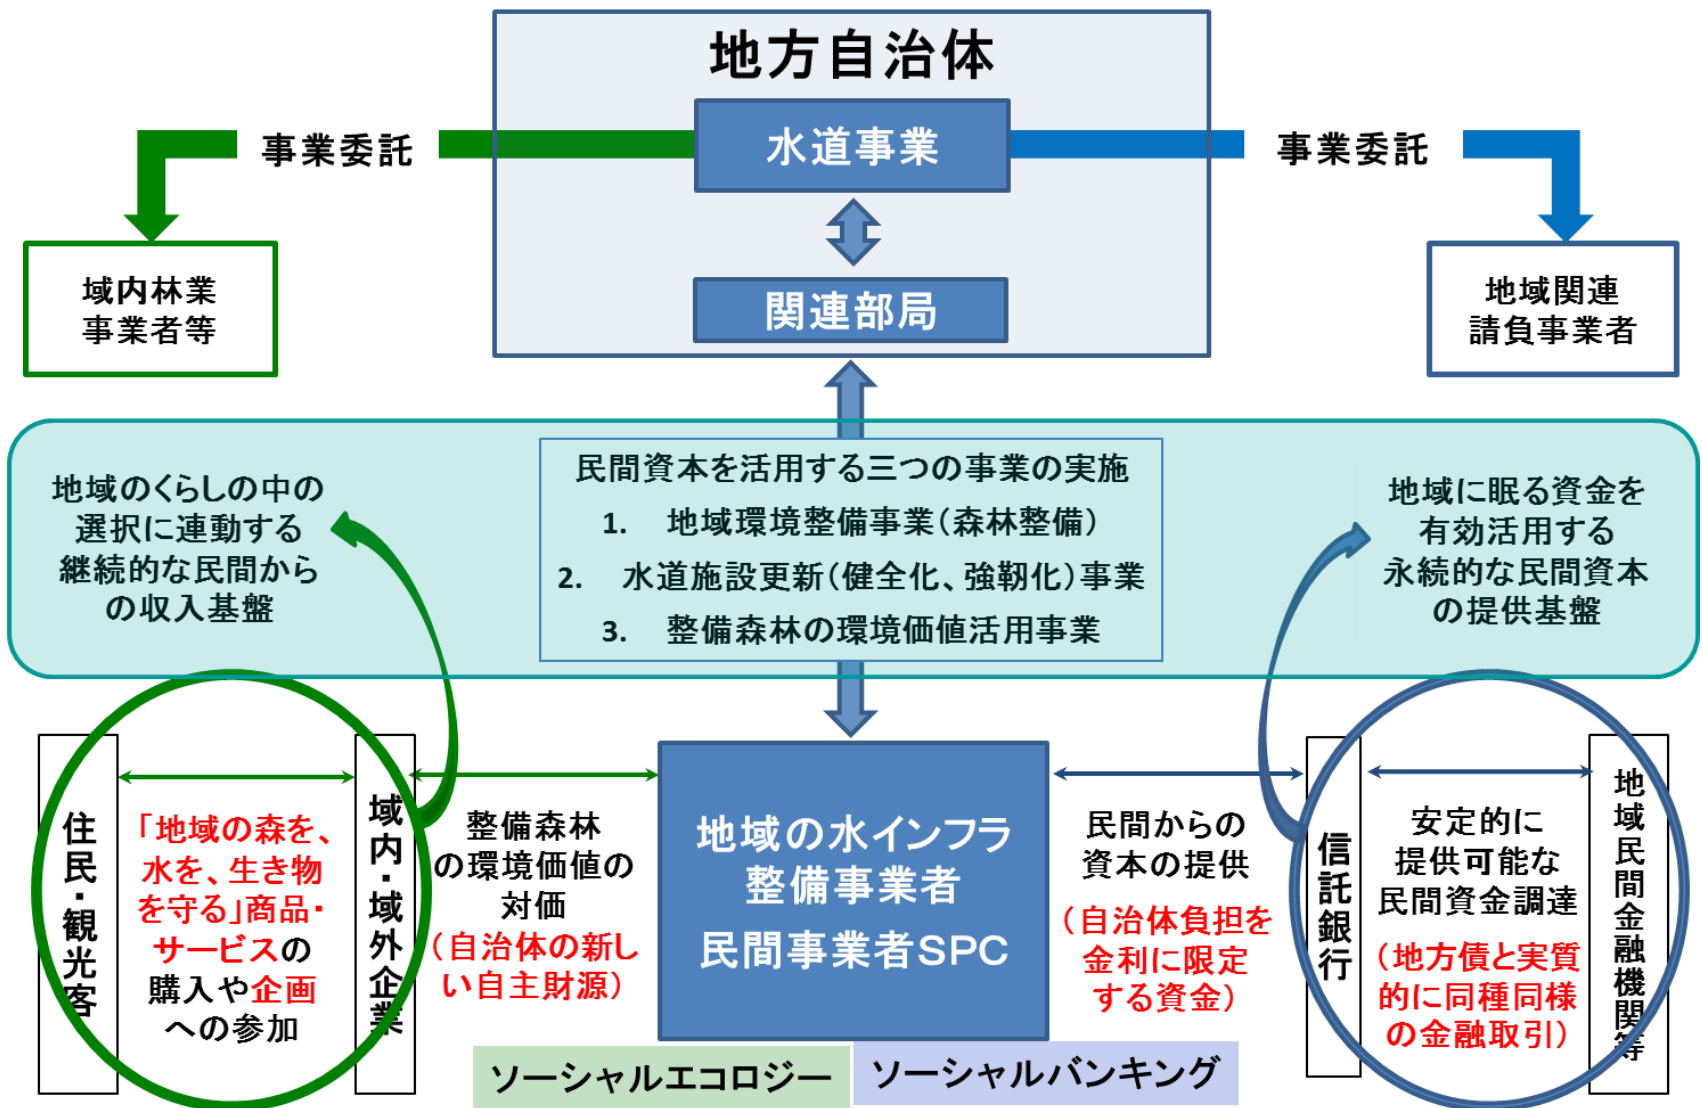 地方自治体
水道事業
関連部局
事業委託
事業委託
域内林業
事業者等
地域関連
請負事業者
地域のくらしの中の
選択に連動する
継続的な民間から
の収入基盤
民間資本を活用する三つの事業の実施
1. 地域環境整備事業(森林整備)
2. 水道施設更新(健全化、強靭化)事業
3. 整備森林の環境価値活用事業
地域に眠る資金を
有効活用する
永続的な民間資本
の提供基盤
住民・観光客
「地域の森を、
水を、生き物
を守る」商品・
サービスの
購入や企画
への参加
域内・域外企業
整備森林
の環境価値の
対価
(自治体の新し
い自主財源)
地域の水インフラ
整備事業者
民間事業者SPC
民間からの
資本の提供
(自治体負担を
金利に限定
する資金)
信託銀行
安定的に
提供可能な
民間資金調達
(地方債と実質
的に同種同様
の金融取引)
地域民間金融機関等
ソーシャルエコロジー
ソーシャルバンキング